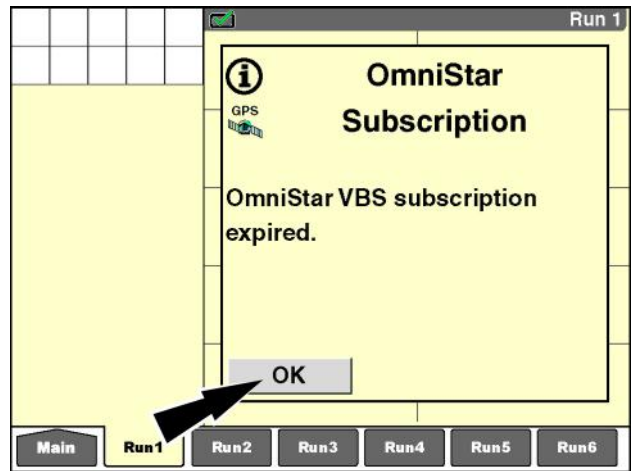 Run 1
OmniStar
GPS
Subscription
OmniStar VBS subscription
expired.
OK
Main
Run1
Run2
Run3
Run4
Run5
Run6